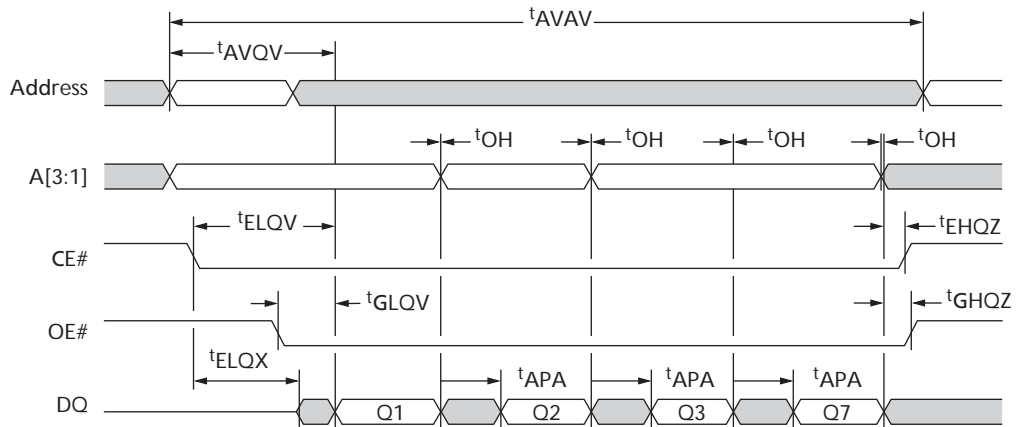 tAVAV
tAVQV
Address
tOH tOH tOH tOH
A[3:1]
tELQV tEHQZ
CE#
tGLQV tGHQZ
OE#
tELQX tAPA tAPA tAPA
DQ Q1 Q2 Q3 Q7